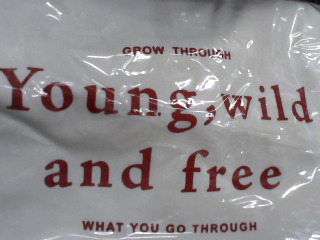 GROW THROUGH
Young, wild
and free
WHAT YOU GO THROUGH